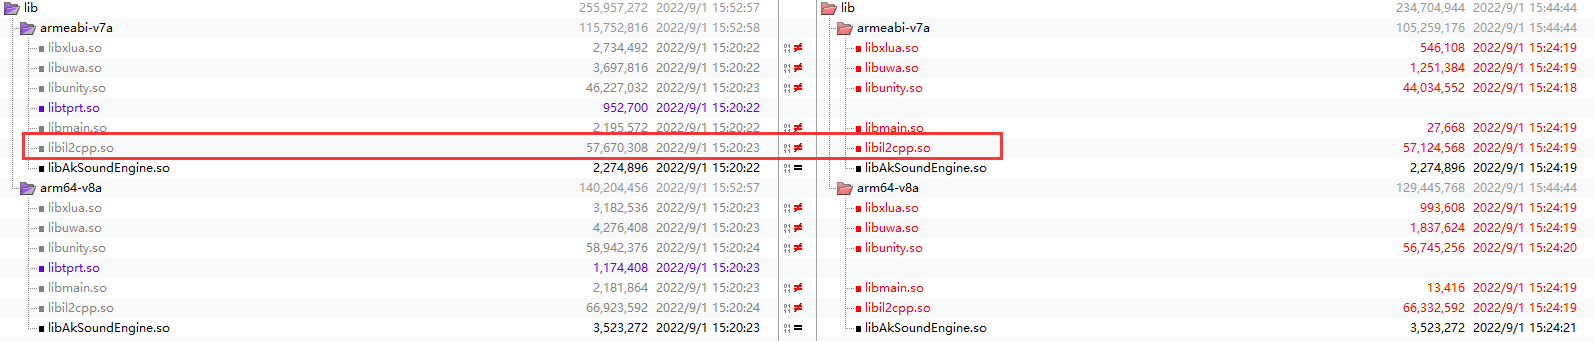 lib 255,957,272 2022/9/1 15:52:57 lib 234,704,944 2022/9/1 15:44:44
armeabi-v7a 115,752,816 2022/9/1 15:52:58 armeabi-v7a 105,259,176 2022/9/1 15:44:44
libxlua.so 2,734,492 2022/9/1 15:20:22 ≠ libxlua.so 546,108 2022/9/1 15:24:19
libuwa.so 3,697,816 2022/9/1 15:20:22 ≠ libuwa.so 1,251,384 2022/9/1 15:24:19
libunity.so 46,227,032 2022/9/1 15:20:23 ≠ libunity.so 44,034,552 2022/9/1 15:24:18
libtprt.so 952,700 2022/9/1 15:20:22
libmain.so 2,195,572 2022/9/1 15:20:22 ≠ libmain.so 27,668 2022/9/1 15:24:19
libil2cpp.so 57,670,308 2022/9/1 15:20:23 ≠ libil2cpp.so 57,124,568 2022/9/1 15:24:19
libAkSoundEngine.so 2,274,896 2022/9/1 15:20:22 = libAkSoundEngine.so 2,274,896 2022/9/1 15:24:19
arm64-v8a 140,204,456 2022/9/1 15:52:57 arm64-v8a 129,445,768 2022/9/1 15:44:44
libxlua.so 3,182,536 2022/9/1 15:20:23 ≠ libxlua.so 993,608 2022/9/1 15:24:19
libuwa.so 4,276,408 2022/9/1 15:20:23 ≠ libuwa.so 1,837,624 2022/9/1 15:24:19
libunity.so 58,942,376 2022/9/1 15:20:24 ≠ libunity.so 56,745,256 2022/9/1 15:24:20
libtprt.so 1,174,408 2022/9/1 15:20:23
libmain.so 2,181,864 2022/9/1 15:20:23 ≠ libmain.so 13,416 2022/9/1 15:24:19
libil2cpp.so 66,923,592 2022/9/1 15:20:24 ≠ libil2cpp.so 66,332,592 2022/9/1 15:24:19
libAkSoundEngine.so 3,523,272 2022/9/1 15:20:23 = libAkSoundEngine.so 3,523,272 2022/9/1 15:24:21